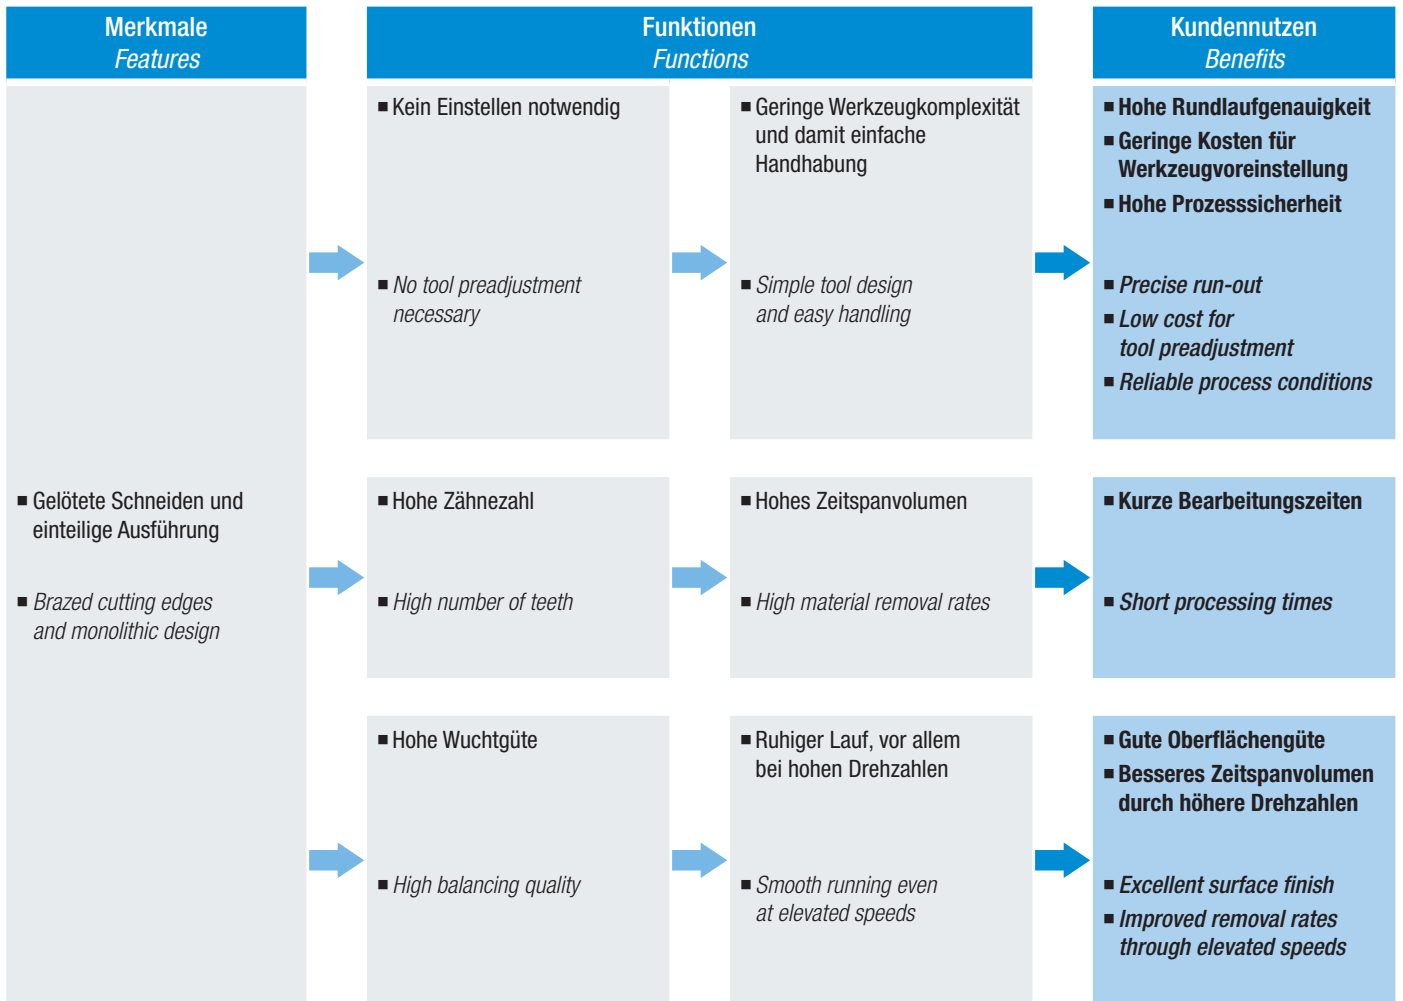 Merkmale
Features
Funktionen
Functions
Kundennutzen
Benefits
■ Gelötete Schneiden und
einteilige Ausführung
■ Brazed cutting edges
and monolithic design
■ Kein Einstellen notwendig
■ No tool preadjustment
necessary
■ Geringe Werkzeugkomplexität
und damit einfache
Handhabung
■ Simple tool design
and easy handling
■ Hohe Rundlaufgenauigkeit
■ Geringe Kosten für
Werkzeugvoreinstellung
■ Hohe Prozesssicherheit
■ Precise run-out
■ Low cost for
tool preadjustment
■ Reliable process conditions
■ Hohe Zähnezahl
■ High number of teeth
■ Hohes Zeitspanvolumen
■ High material removal rates
■ Kurze Bearbeitungszeiten
■ Short processing times
■ Hohe Wuchtgüte
■ High balancing quality
■ Ruhiger Lauf, vor allem
bei hohen Drehzahlen
■ Smooth running even
at elevated speeds
■ Gute Oberflächengüte
■ Besseres Zeitspanvolumen
durch höhere Drehzahlen
■ Excellent surface finish
■ Improved removal rates
through elevated speeds